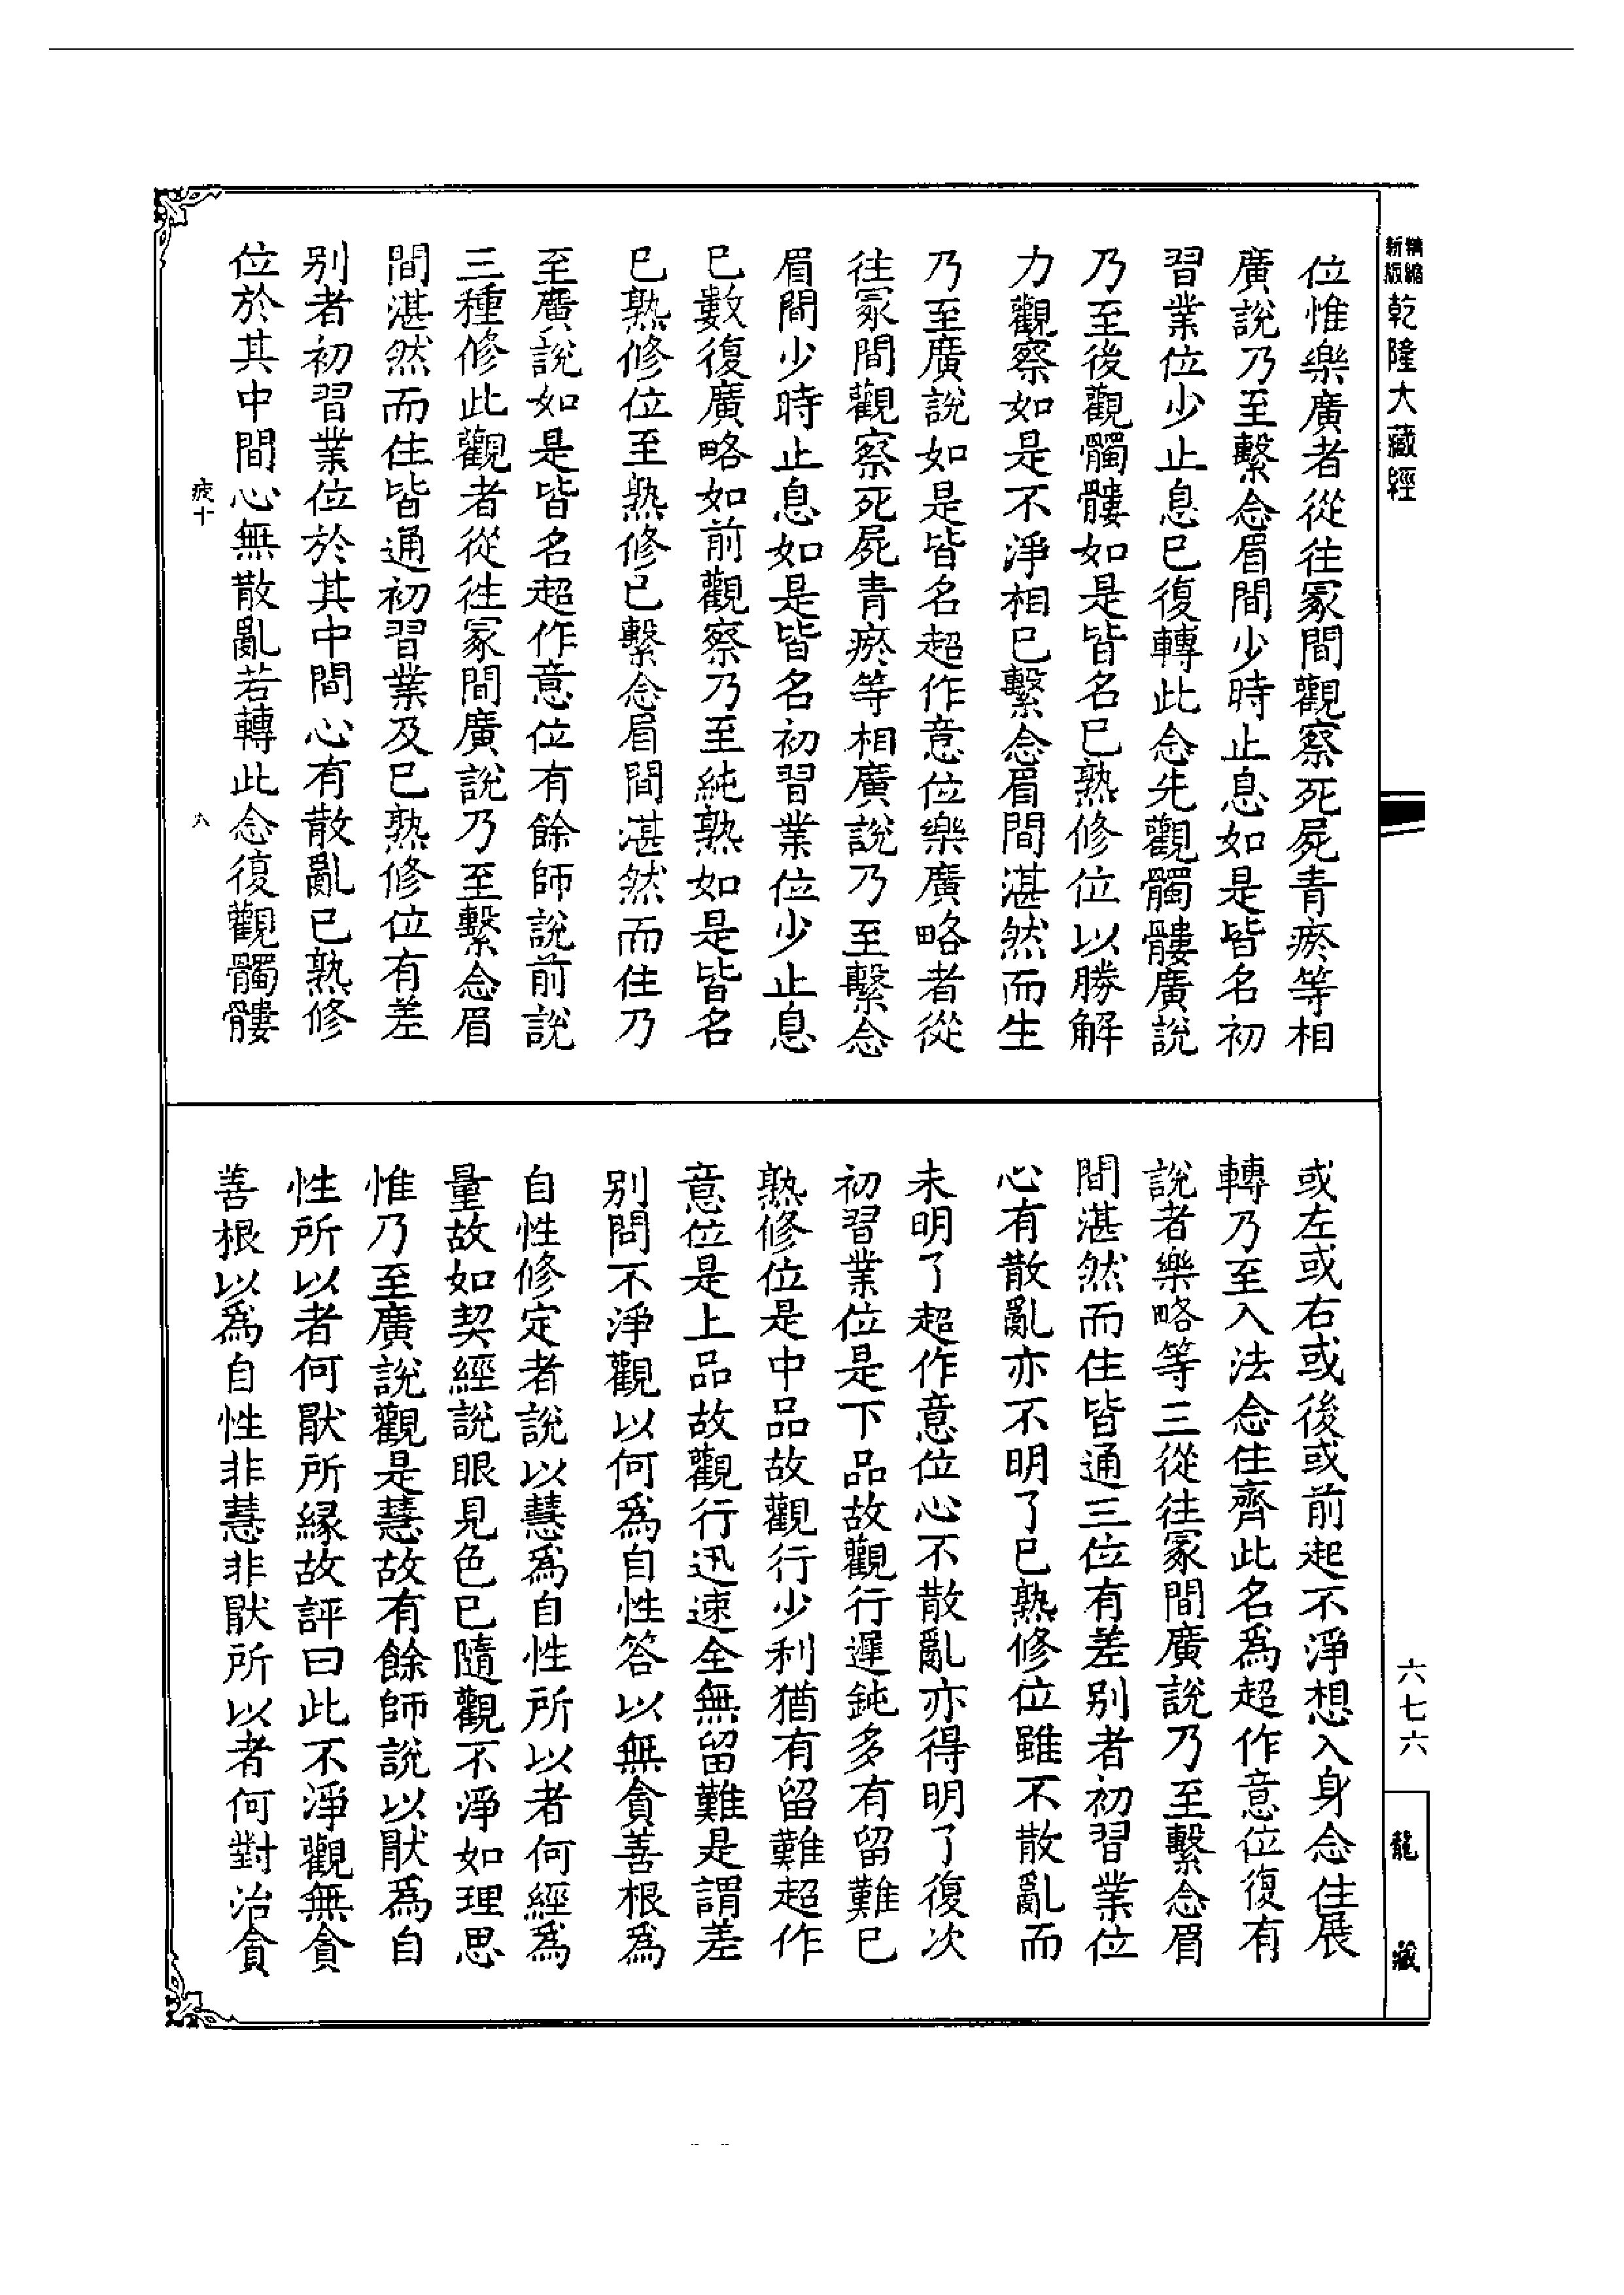 精縮新版乾隆大藏經
位惟樂廣者從往冢間觀察死屍青瘀等相
廣說乃至繫念眉間少時止息如是皆名初
習業位少止息已復轉此念先觀髑髏廣說
乃至後觀髑髏如是皆名已熟修位以勝解
力觀察如是不淨相已繫念眉間湛然而生
乃至廣說如是皆名超作意位樂廣略者從
往冢間觀察死屍青瘀等相廣說乃至繫念
眉間少時止息如是皆名初習業位少止息
已數復廣略如前觀察乃至純熟如是皆名
已熟修位至熟修已繫念眉間湛然而住乃
至廣說如是皆名超作意位有餘師說前說
三種修此觀者從往冢間廣說乃至繫念眉
間湛然而住皆通初習業及已熟修位有差
別者初習業位於其中間心有散亂已熟修
位於其中間心無散亂若轉此念復觀髑髏
疲十 八
或左或右或後或前起不淨想入身念住展
轉乃至入法念住齊此名為超作意位復有
說者樂略等三從往冢間廣說乃至繫念眉
間湛然而住皆通三位有差別者初習業位
心有散亂亦不明了已熟修位雖不散亂而
未明了超作意位心不散亂亦得明了復次
初習業位是下品故觀行遲鈍多有留難已
熟修位是中品故觀行少利猶有留難超作
意位是上品故觀行迅速全無留難是謂差
別問不淨觀以何為自性答以無貪善根為
自性修定者說以慧為自性所以者何經為
量故如契經說眼見色已隨觀不淨如理思
惟乃至廣說觀是慧故有餘師說以猒為自
性所以者何猒所緣故評曰此不淨觀無貪
善根以為自性非慧非猒所以者何對治貪
六七六
龍藏